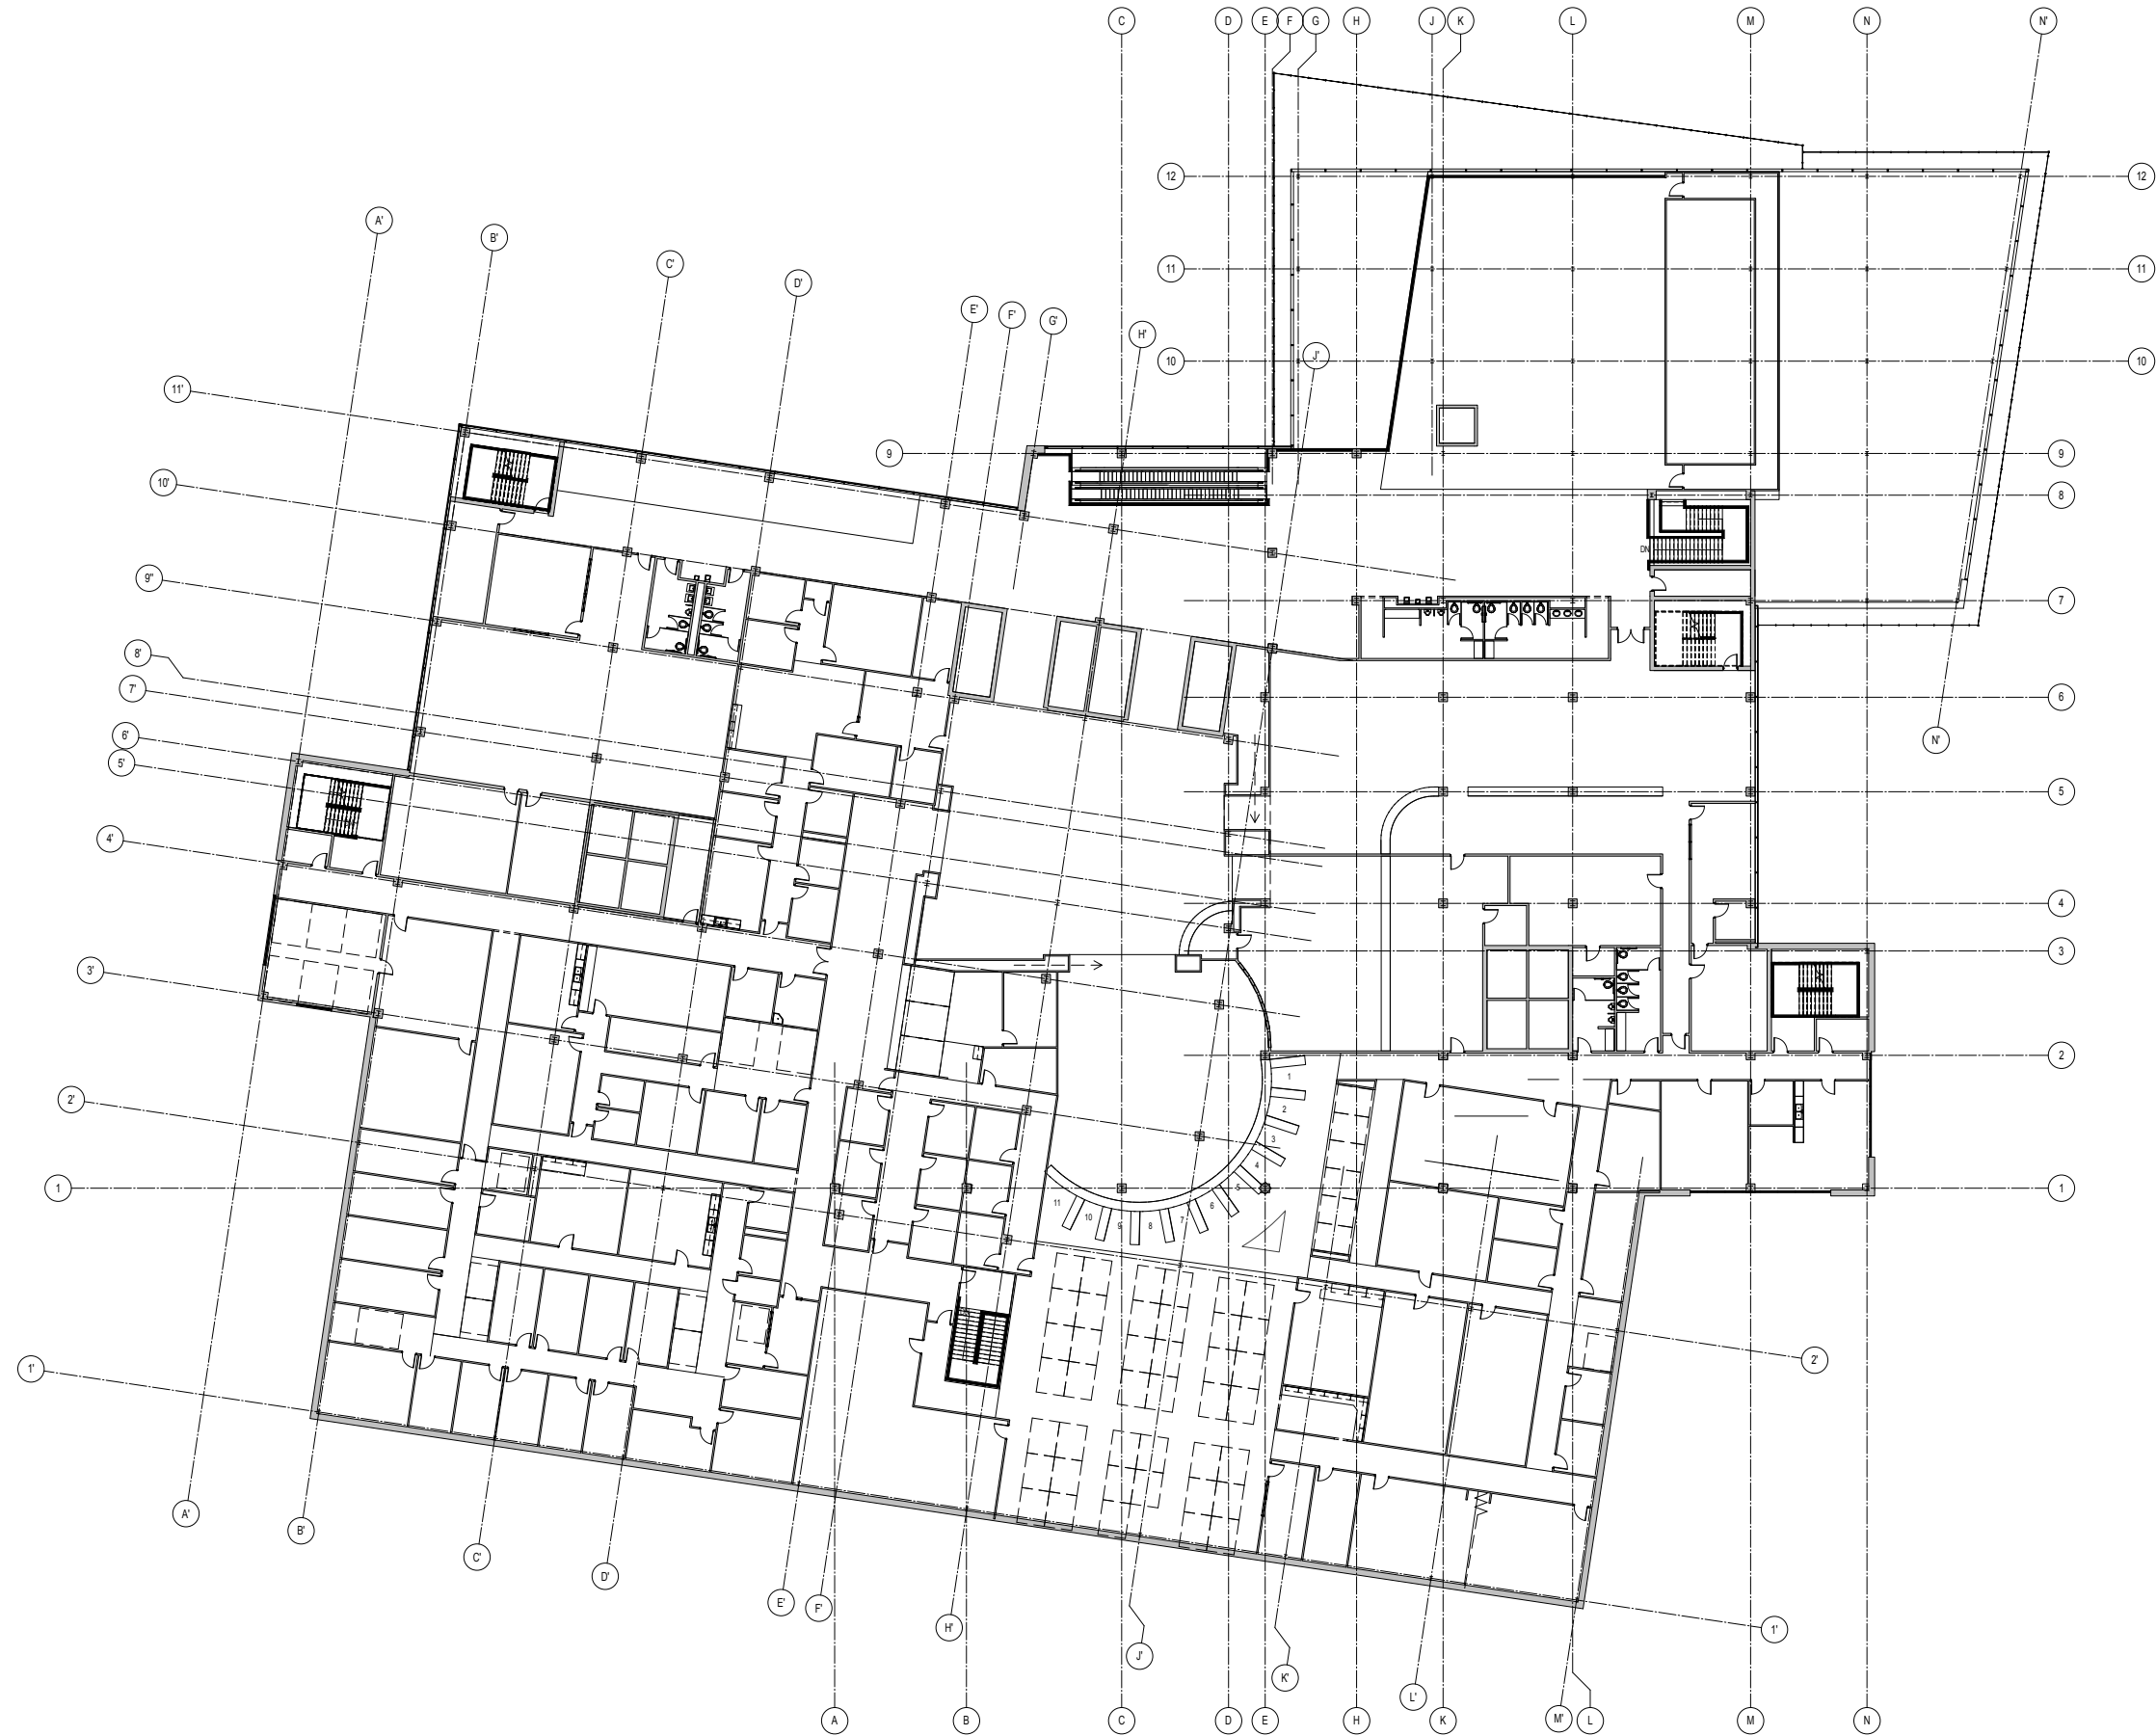 C D E F G H J K L M N N'
12 12
A'
B'
C'
11 11
D'
E' F' G'
H'
J'
10 10
11'
9 9
10'
8
DN
9"
7
8'
7'
6
6'
N'
5'
5
4'
4
3
3'
2
1
2'
2
3
4
5
6
7
8
9
10
11
1 1
2'
1'
A'
B'
C'
D'
E'
F'
H'
1'
J'
K'
L'
A B C D E H K M' L M N